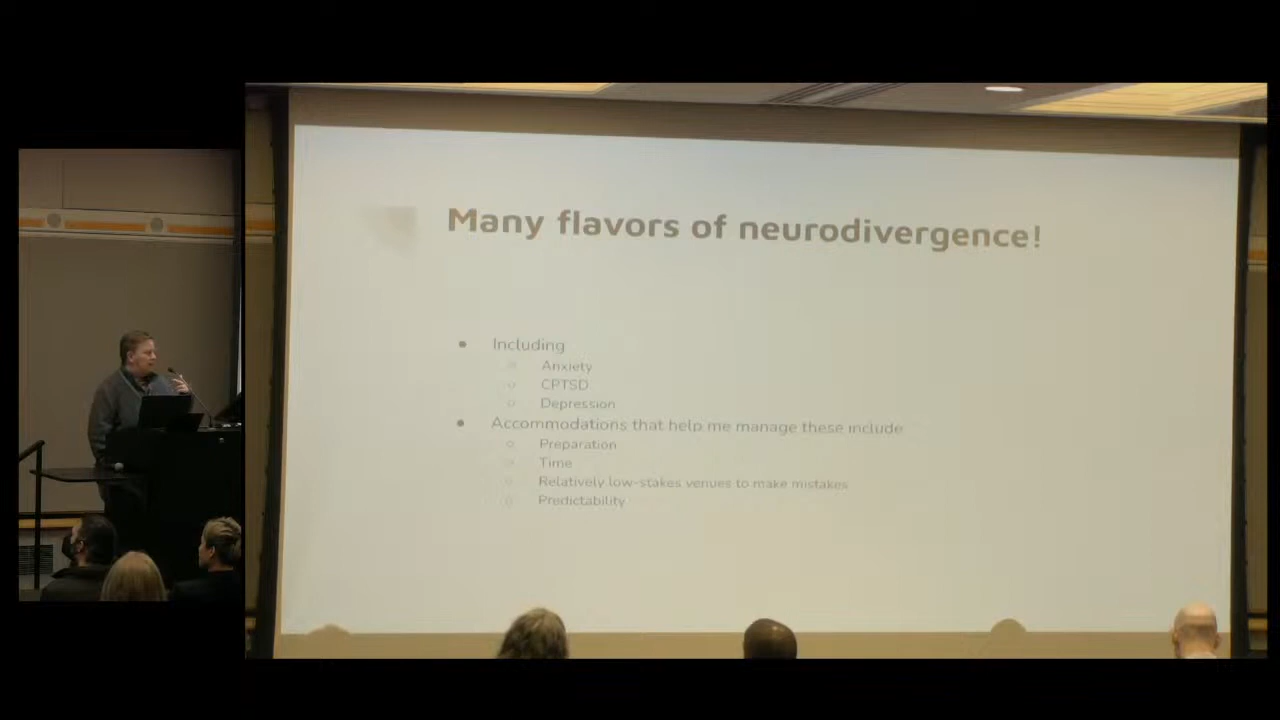 Many flavors of neurodivergence!
Including
Anxiety
CPTSD
Depression
Accommodations that help me manage these include
Preparation
Time
Relatively low-stakes venues to make mistakes
Predictability